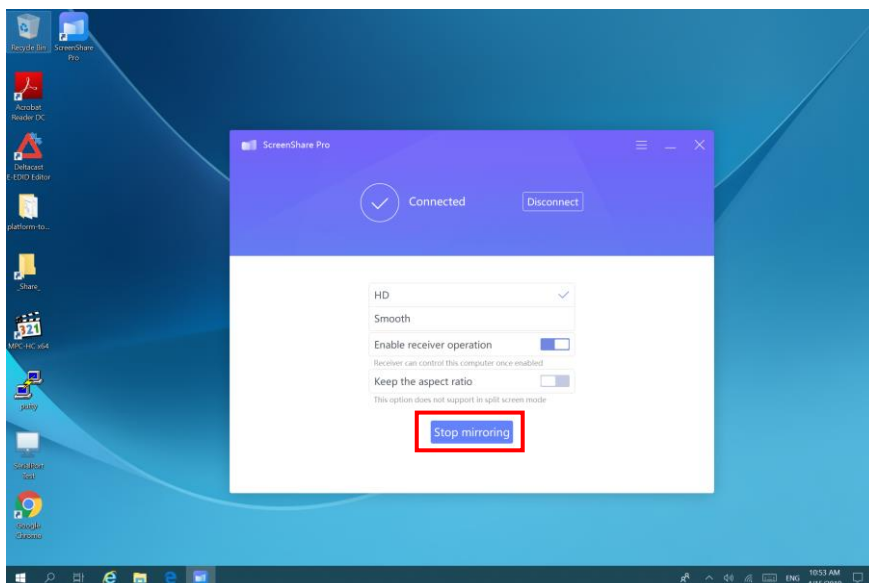 Recycle Bin
ScreenShare
Pro
Acrobat
Reader DC
Deltacast
E-EDID Editor
platform-to...
_Share_
MPC-HC x64
putty
SerialPort
Test
Google
Chrome
ScreenShare Pro
Connected
Disconnect
HD
Smooth
Enable receiver operation
Receiver can control this computer once enabled
Keep the aspect ratio
This option does not support in split screen mode
Stop mirroring
ENG
10:53 AM